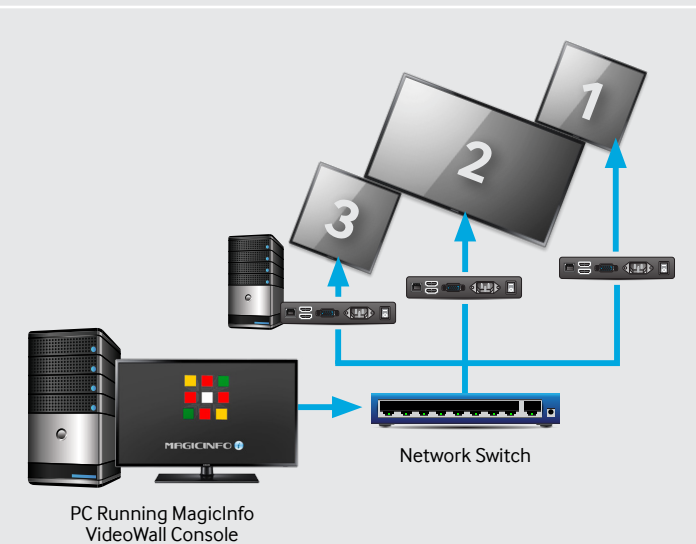 1
2
3
MAGICINFO i
Network Switch
PC Running MagicInfo
VideoWall Console